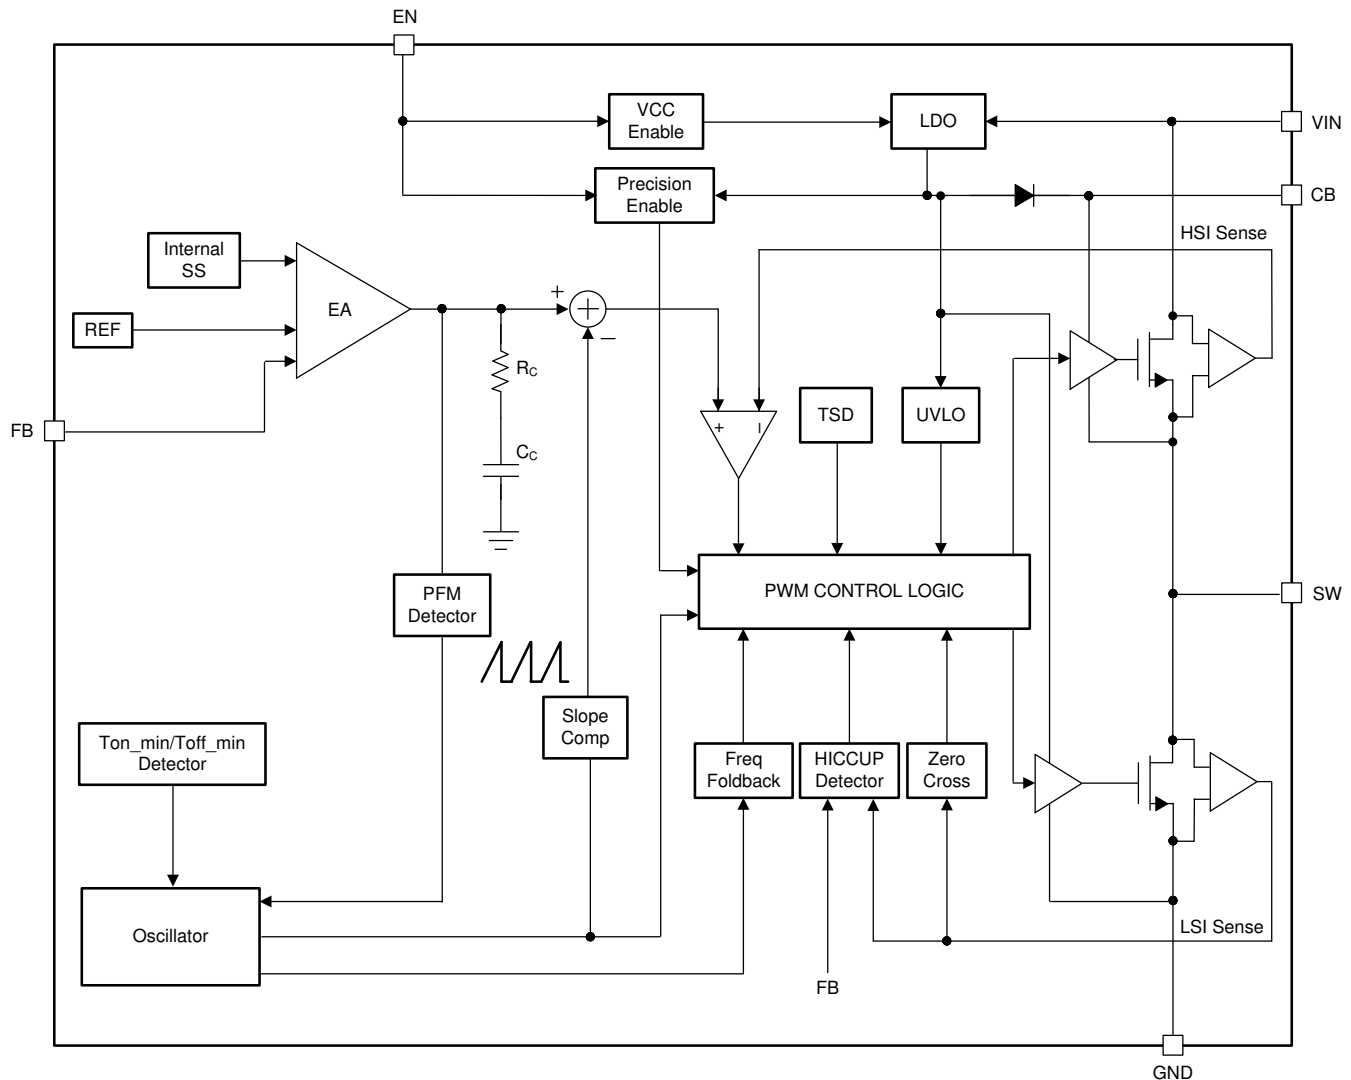 EN
VCC
Enable
LDO
VIN
Precision
Enable
CB
HSI Sense
Internal
SS
EA
+
+
REF
–
R_C
FB
TSD
UVLO
+
–
C_C
PWM CONTROL LOGIC
SW
PFM
Detector
Slope
Comp
Ton_min/Toff_min
Detector
Freq
Foldback
HICCUP
Detector
Zero
Cross
Oscillator
LSI Sense
FB
GND